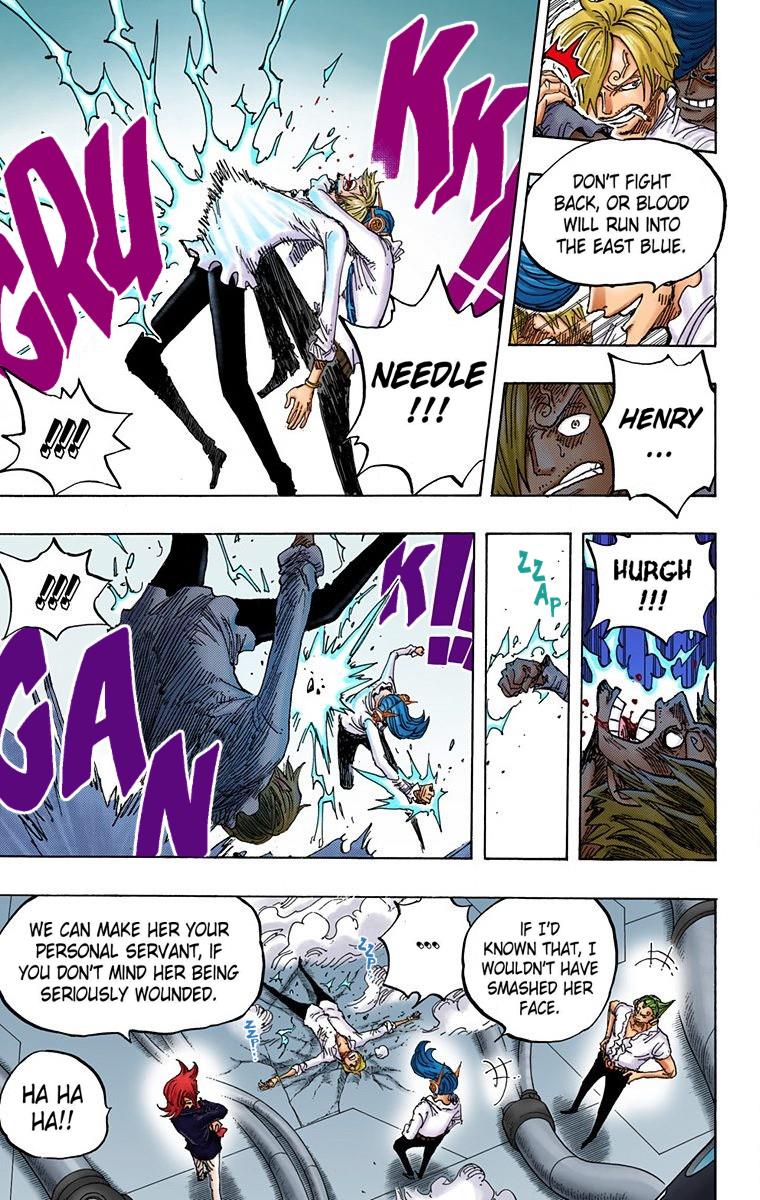 DON'T FIGHT
BACK, OR BLOOD
WILL RUN INTO
THE EAST BLUE.
HENRY
...
NEEDLE
!!!
KK!!
GRU
!!!
HURGH
!!!
ZZAP
K!!!
GAN
!!!
IF I'D
KNOWN THAT, I
WOULDN'T HAVE
SMASHED HER
FACE.
...
ZZP...
ZZP...
WE CAN MAKE HER YOUR
PERSONAL SERVANT, IF
YOU DON'T MIND HER BEING
SERIOUSLY WOUNDED.
HA HA
HA!!